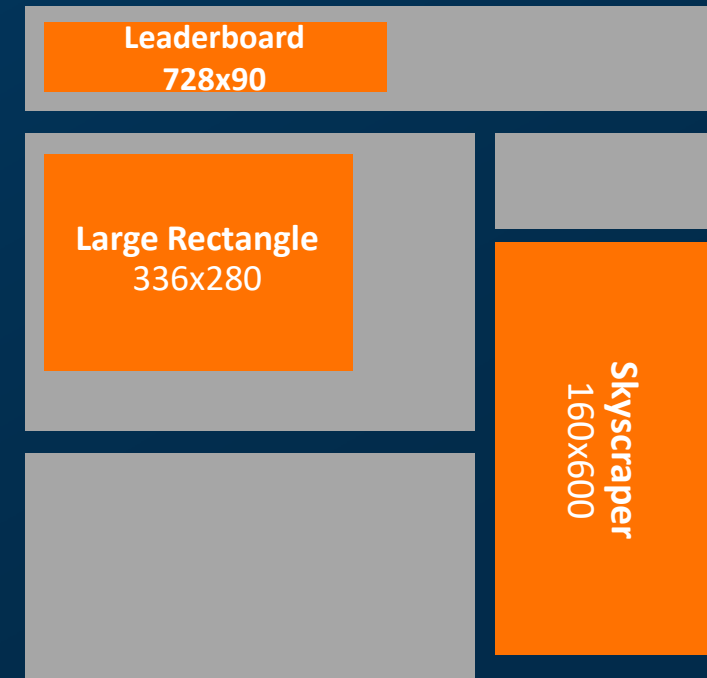 Leaderboard
728x90
Large Rectangle
336x280
Skyscraper
160x600